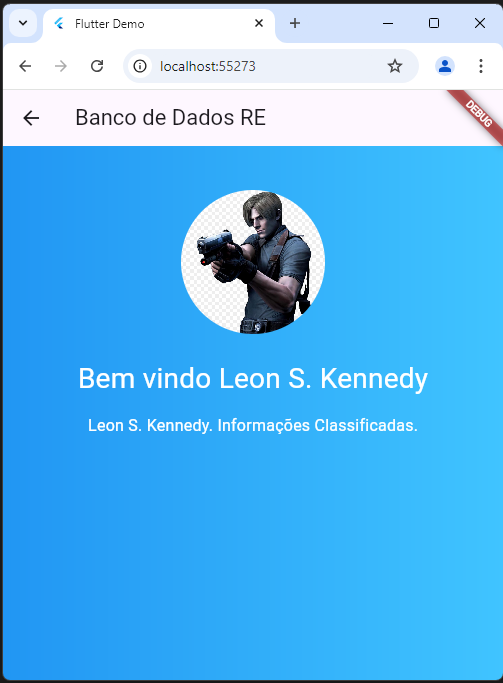 Flutter Demo
localhost:55273
Banco de Dados RE
DEBUG
Bem vindo Leon S. Kennedy
Leon S. Kennedy. Informações Classificadas.